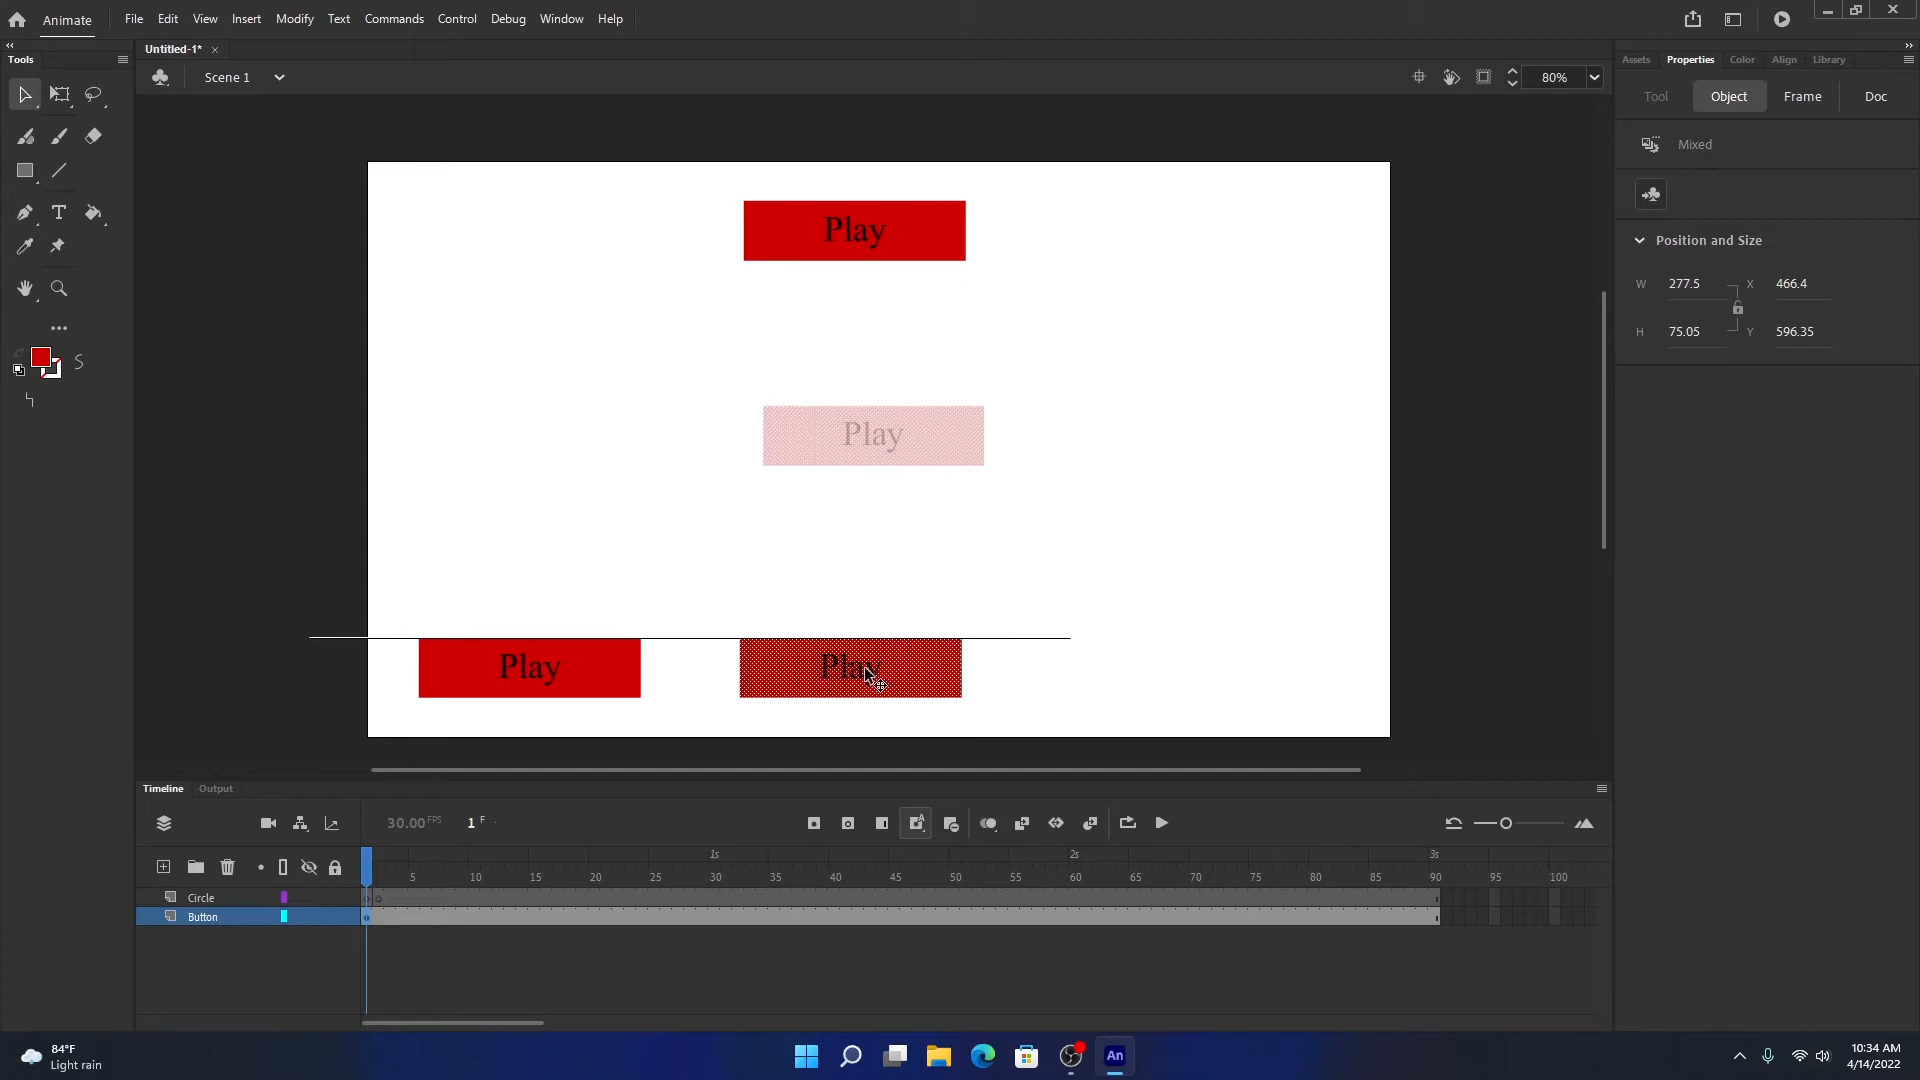 Animate File Edit View Insert Modify Text Commands Control Debug Window Help
Tools
Untitled-1*
Assets Properties Color Align Library
Scene 1
80%
Tool Object Frame Doc
Mixed
Position and Size
W 277.5 X 466.4
H 75.05 Y 596.35
Play
Play
Play
Play
Timeline Output
30.00 FPS 1 F
1s 2s 3s
5 10 15 20 25 30 35 40 45 50 55 60 65 70 75 80 85 90 95 100
Circle
Button
84°F
Light rain
An
10:34 AM
4/14/2022